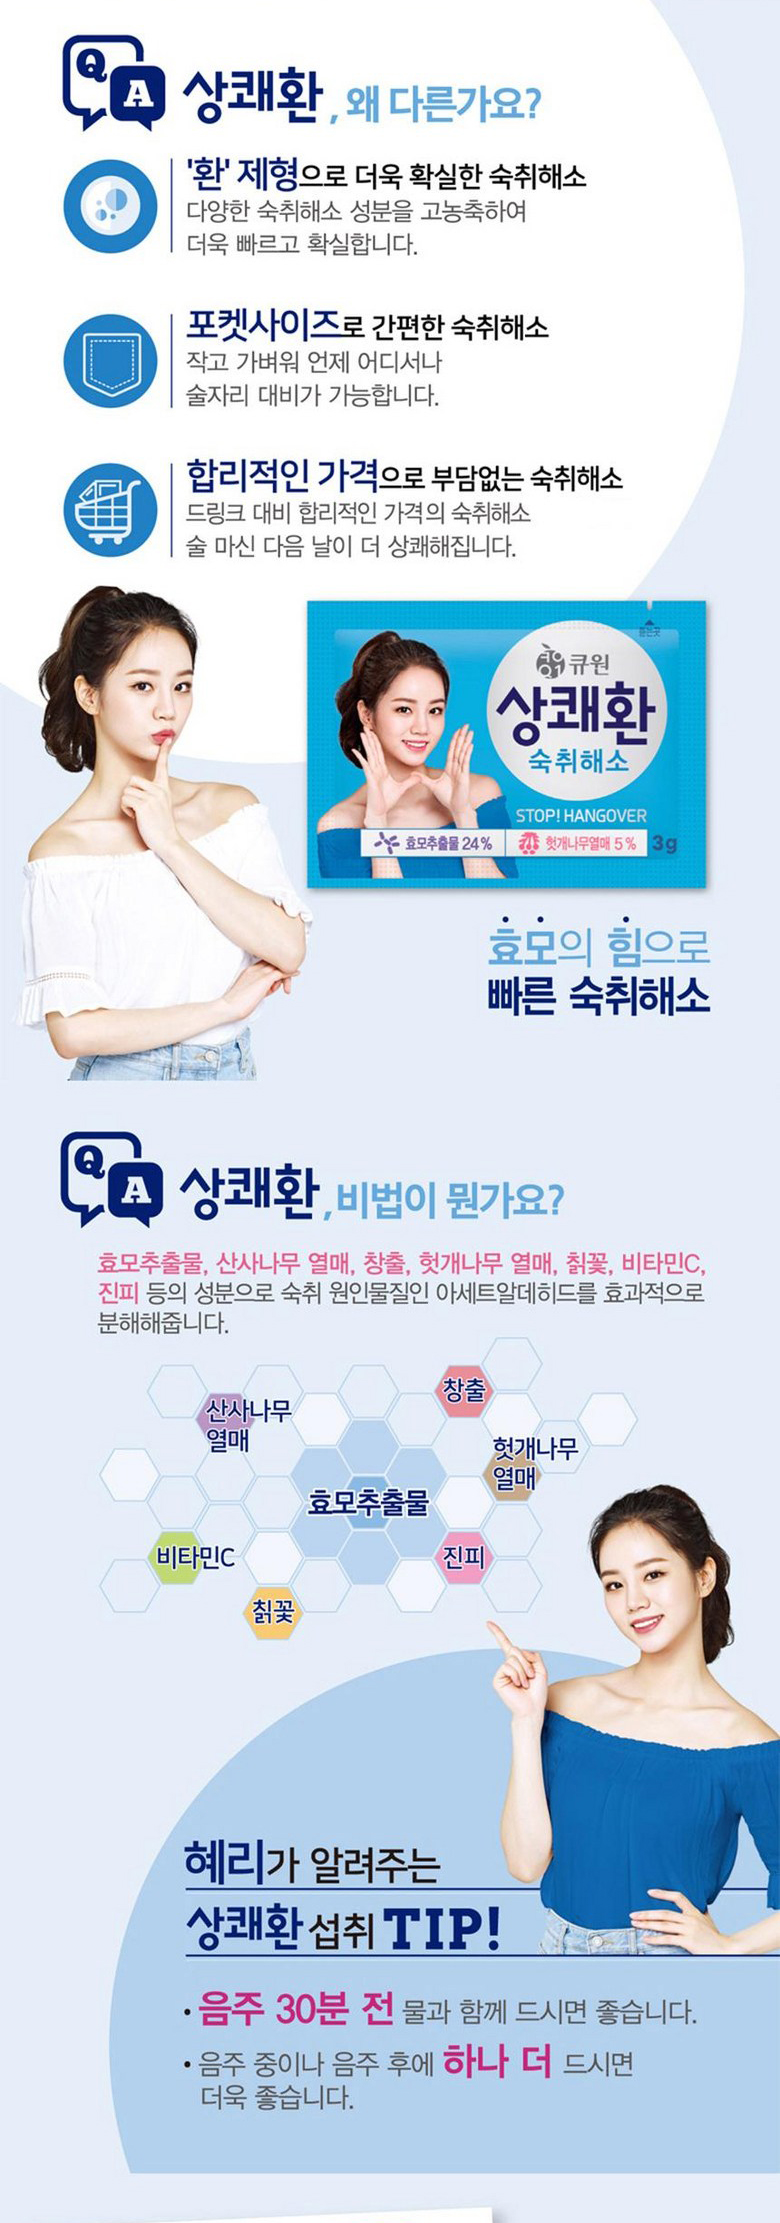 Q
A
상쾌환, 왜 다른가요?
'환' 제형으로 더욱 확실한 숙취해소
다양한 숙취해소 성분을 고농축하여
더욱 빠르고 확실합니다.
포켓사이즈로 간편한 숙취해소
작고 가벼워 언제 어디서나
술자리 대비가 가능합니다.
합리적인 가격으로 부담없는 숙취해소
드링크 대비 합리적인 가격의 숙취해소
술 마신 다음 날이 더 상쾌해집니다.
뜯는곳
큐원
상쾌환
숙취해소
STOP! HANGOVER
효모추출물 24%
헛개나무열매 5%
3g
효모의 힘으로
빠른 숙취해소
Q
A
상쾌환, 비법이 뭔가요?
효모추출물, 산사나무 열매, 창출, 헛개나무 열매, 칡꽃, 비타민C,
진피 등의 성분으로 숙취 원인물질인 아세트알데히드를 효과적으로
분해해줍니다.
창출
산사나무
열매
헛개나무
열매
효모추출물
비타민C
진피
칡꽃
혜리가 알려주는
상쾌환 섭취 TIP!
• 음주 30분 전 물과 함께 드시면 좋습니다.
• 음주 중이나 음주 후에 하나 더 드시면
더욱 좋습니다.